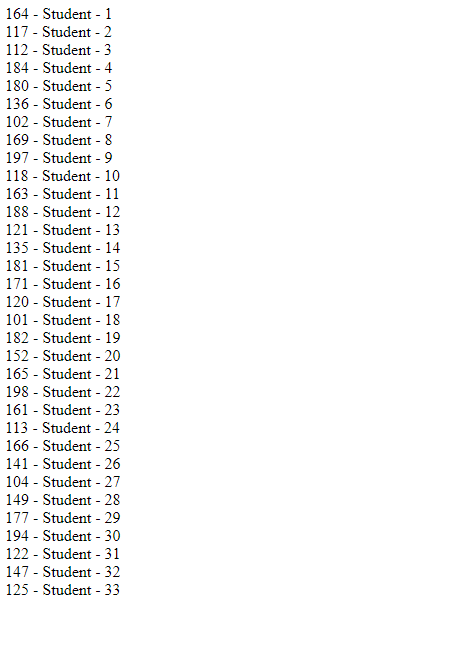 164 - Student - 1
117 - Student - 2
112 - Student - 3
184 - Student - 4
180 - Student - 5
136 - Student - 6
102 - Student - 7
169 - Student - 8
197 - Student - 9
118 - Student - 10
163 - Student - 11
188 - Student - 12
121 - Student - 13
135 - Student - 14
181 - Student - 15
171 - Student - 16
120 - Student - 17
101 - Student - 18
182 - Student - 19
152 - Student - 20
165 - Student - 21
198 - Student - 22
161 - Student - 23
113 - Student - 24
166 - Student - 25
141 - Student - 26
104 - Student - 27
149 - Student - 28
177 - Student - 29
194 - Student - 30
122 - Student - 31
147 - Student - 32
125 - Student - 33